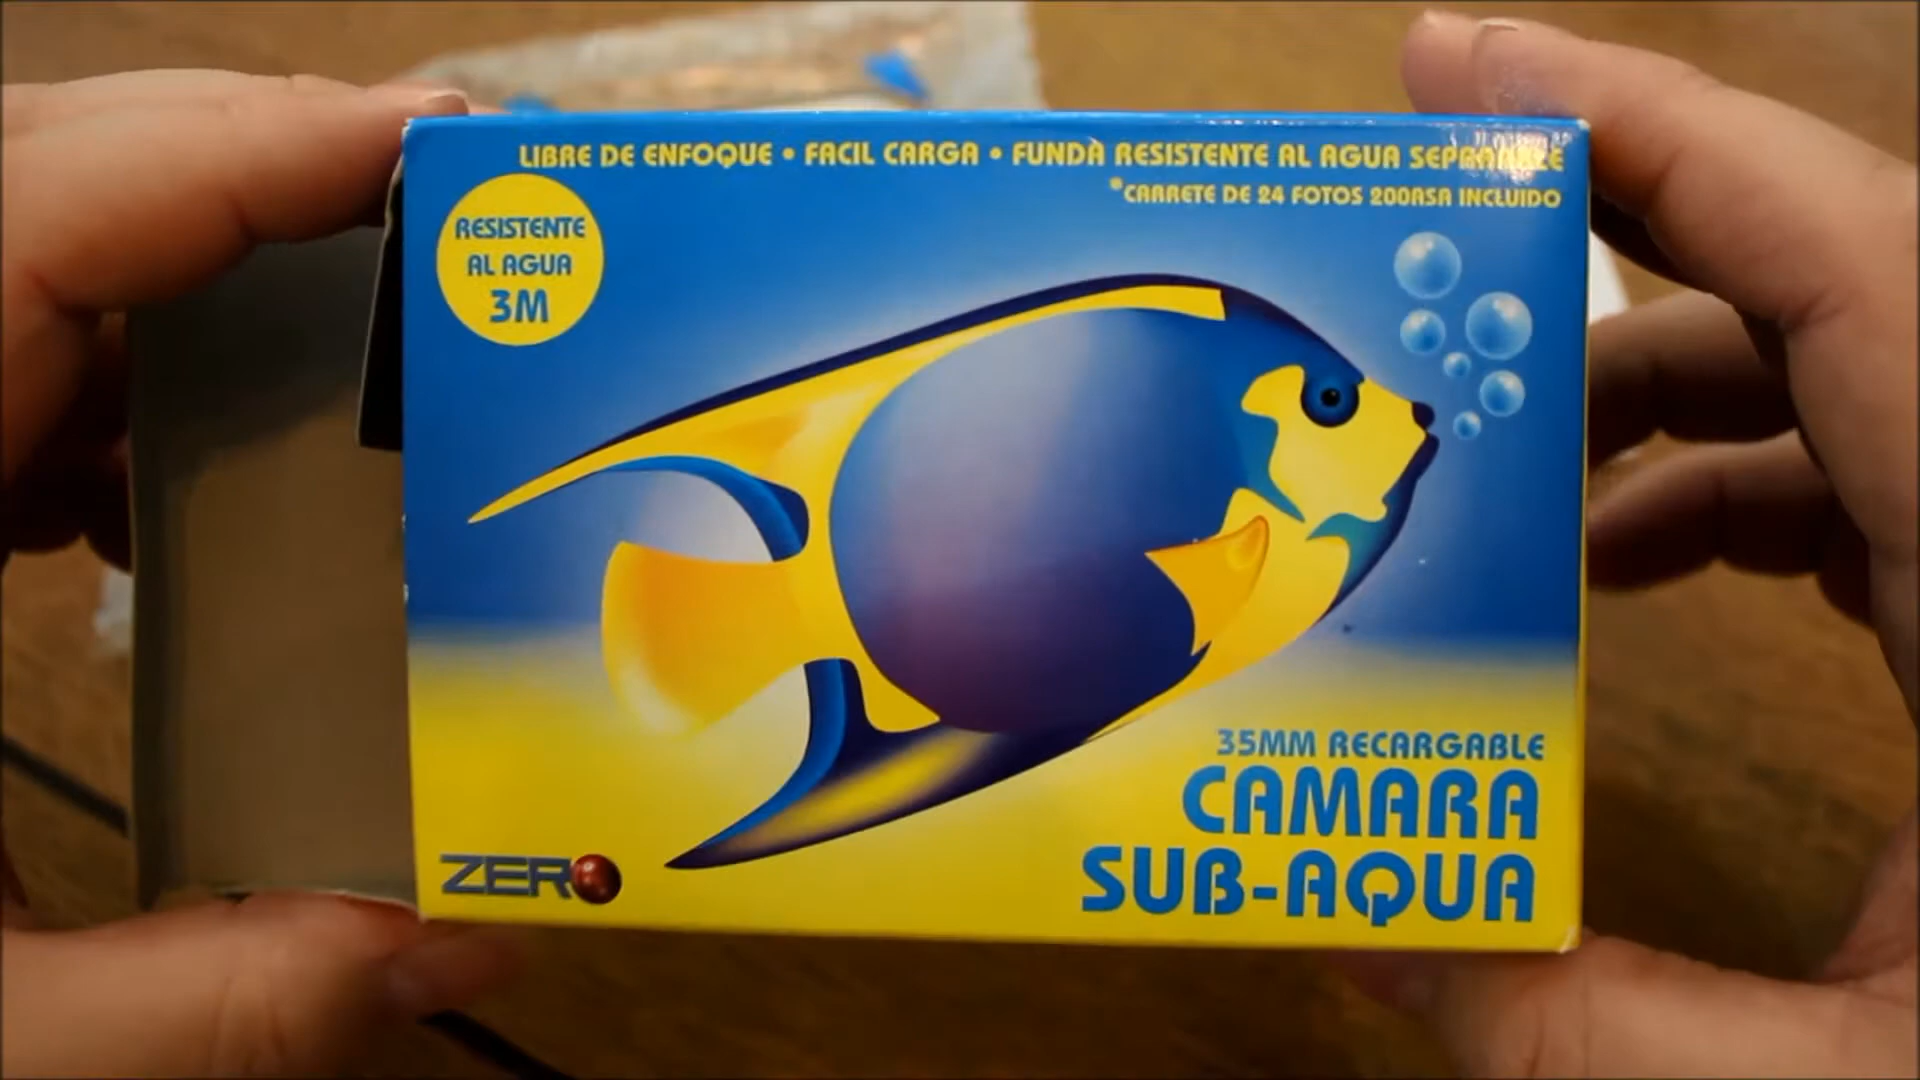 LIBRE DE ENFOQUE • FACIL CARGA • FUNDA RESISTENTE AL AGUA
*CARRETE DE 24 FOTOS 200ASA INCLUIDO
RESISTENTE
AL AGUA
3M
35MM RECARGABLE
CAMARA
SUB-AQUA
ZERO